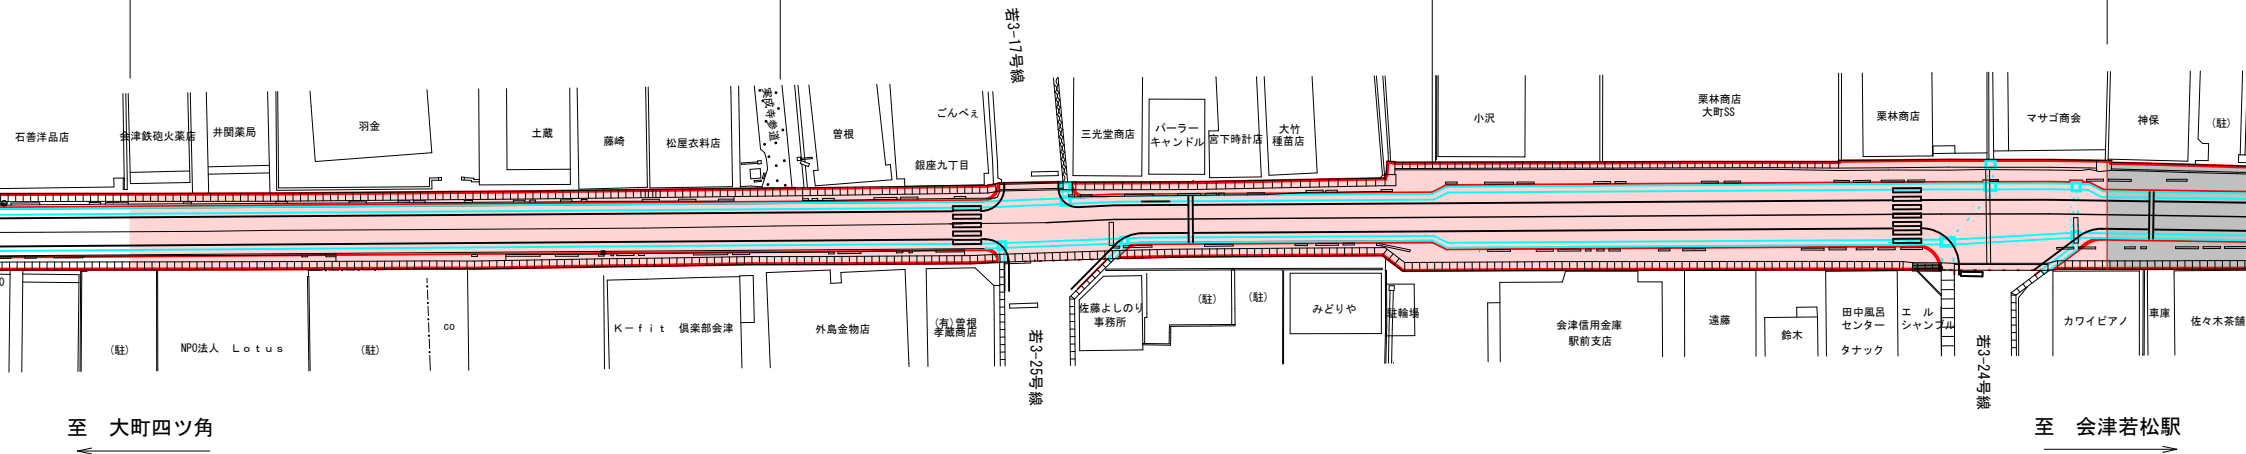 若3-17号線
石善洋品店
会津鉄砲火薬店
井関薬局
羽金
土蔵
藤崎
松屋衣料店
実成寺参道
曽根
ごんべぇ
銀座九丁目
三光堂商店
パーラー
キャンドル
宮下時計店
大竹
種苗店
小沢
栗林商店
大町SS
栗林商店
マサゴ商会
神保
(駐)
(駐)
NPO法人 Lotus
(駐)
co
K－fit 倶楽部会津
外島金物店
(有)曽根
孝蔵商店
若3-25号線
佐藤よしのり
事務所
(駐)
(駐)
みどりや
駐輪場
会津信用金庫
駅前支店
遠藤
鈴木
田中風呂
センター
タナック
エル
シャンブル
若3-24号線
カワイピアノ
車庫
佐々木茶舗
至 大町四ツ角
至 会津若松駅